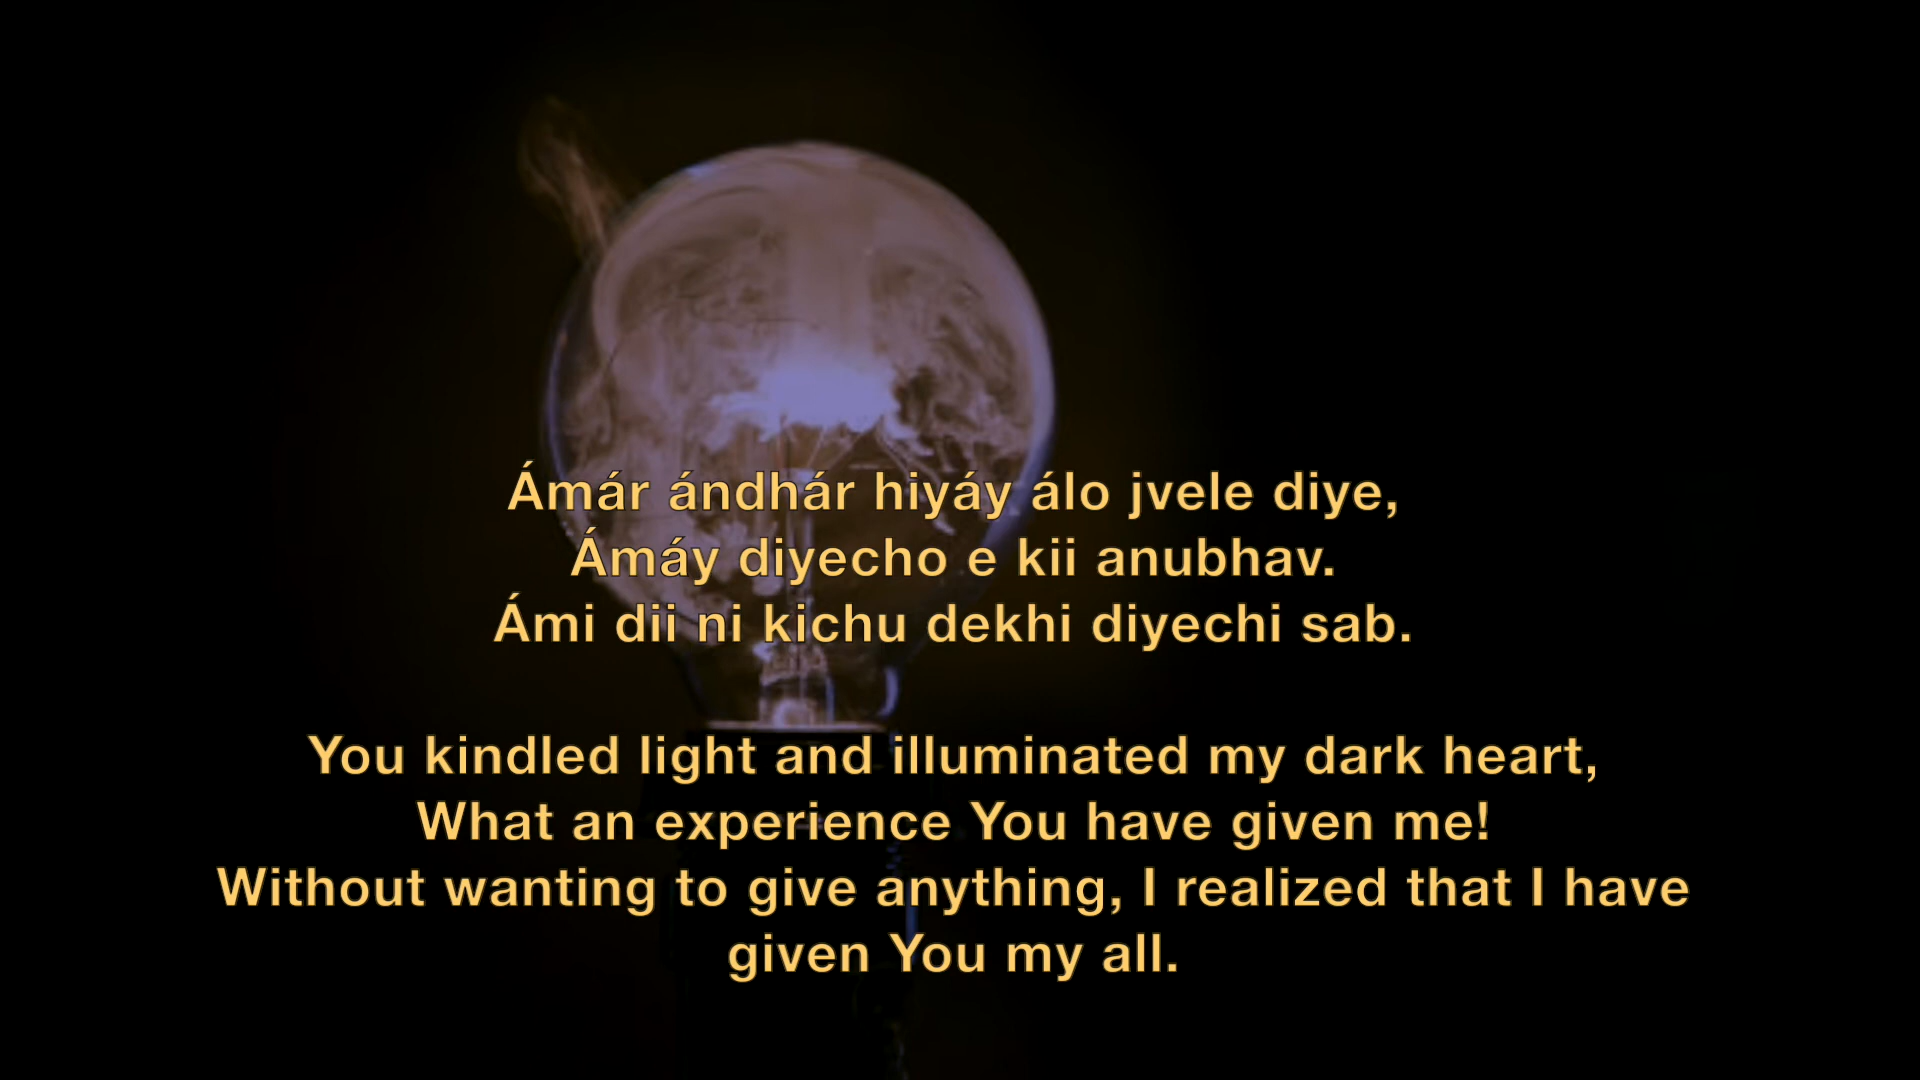 Ámár ándhár hiyáy álo jvele diye,
Ámáy diyecho e kii anubhav.
Ámi dii ni kichu dekhi diyechi sab.
You kindled light and illuminated my dark heart,
What an experience You have given me!
Without wanting to give anything, I realized that I have
given You my all.